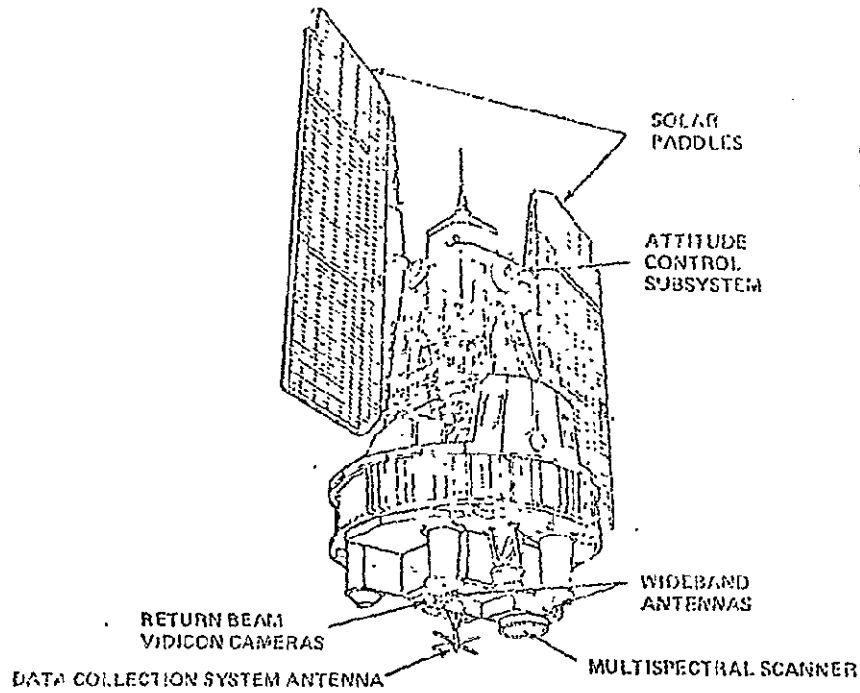 SOLAR
PADDLES
ATTITUDE
CONTROL
SUBSYSTEM
WIDEBAND
ANTENNAS
RETURN BEAM
VIDICON CAMERAS
MULTISPECTRAL SCANNER
DATA COLLECTION SYSTEM ANTENNA